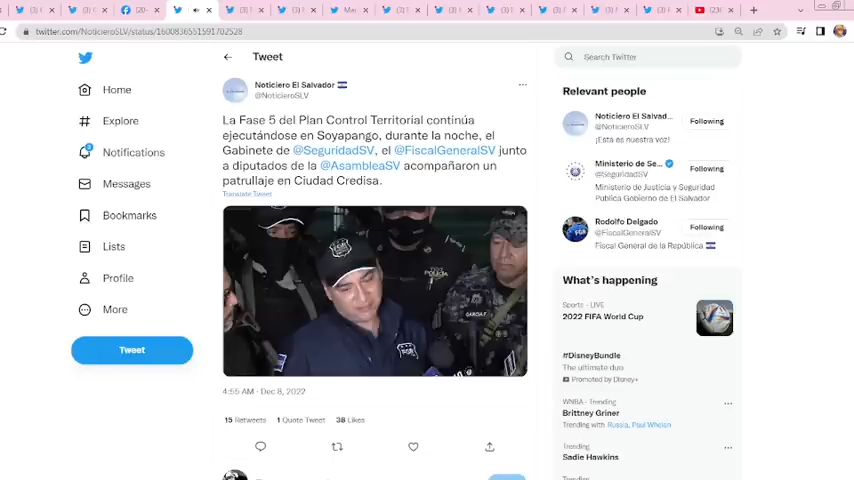 twitter.com/NoticieroSLV/status/1600836551591702528
Tweet
Search Twitter
Home
Explore
Notifications
Messages
Bookmarks
Lists
Profile
More
Tweet
Noticiero El Salvador
@NoticieroSLV
La Fase 5 del Plan Control Territorial continúa
ejecutándose en Soyapango, durante la noche, el
Gabinete de @SeguridadSV, el @FiscalGeneralSV junto
a diputados de la @AsambleaSV acompañaron un
patrullaje en Ciudad Credisa.
Translate Tweet
FGR
POLICIA
GARCIA F.
FGR
4:55 AM · Dec 8, 2022
15 Retweets 1 Quote Tweet 38 Likes
Relevant people
Noticiero El Salvad...
@NoticieroSLV
Following
¡Esta es nuestra voz!
Ministerio de Se...
@SeguridadSV
Following
Ministerio de Justicia y Seguridad
Publica Gobierno de El Salvador
Rodolfo Delgado
@FiscalGeneralSV
Following
Fiscal General de la República
What's happening
Sports · LIVE
2022 FIFA World Cup
#DisneyBundle
The ultimate duo
Promoted by Disney+
WNBA · Trending
Brittney Griner
Trending with Russia, Paul Whelan
Trending
Sadie Hawkins
Trending